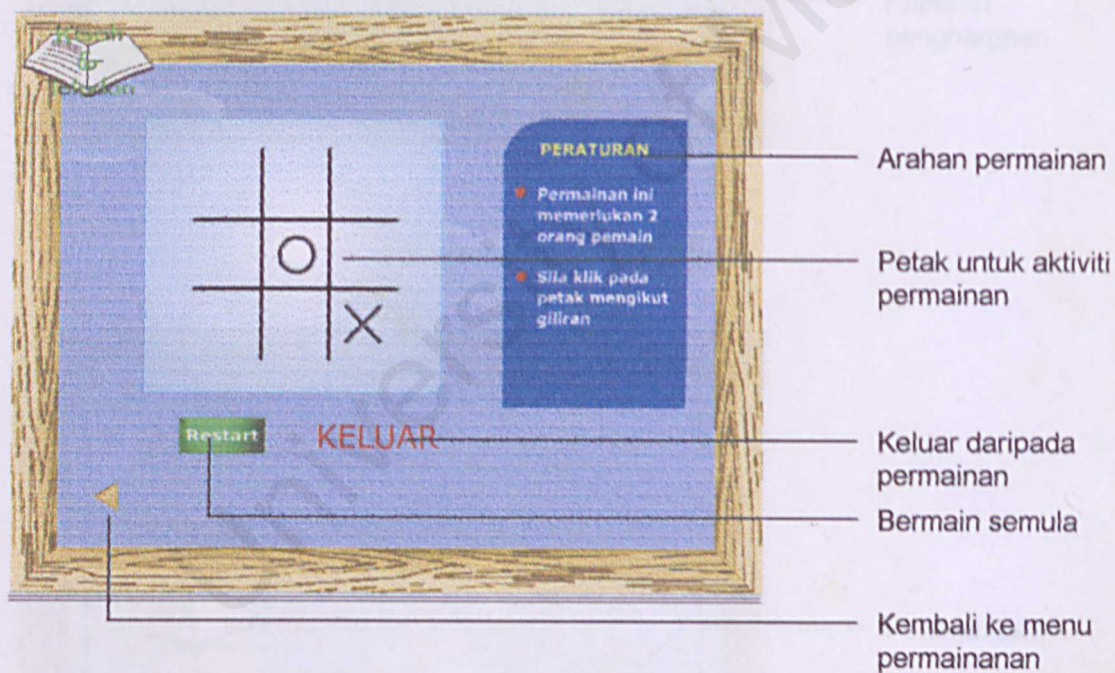 PERATURAN
Permainan ini
memerlukan 2
orang pemain
Sila klik pada
petak mengikut
giliran
Restart
KELUAR
Arahan permainan
Petak untuk aktiviti
permainan
Keluar daripada
permainan
Bermain semula
Kembali ke menu
permainanan